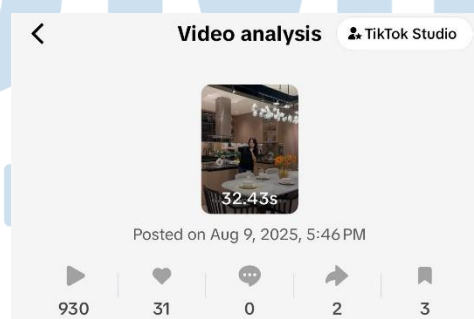 Video analysis
TikTok Studio
32.43s
Posted on Aug 9, 2025, 5:46 PM
930 31 0 2 3